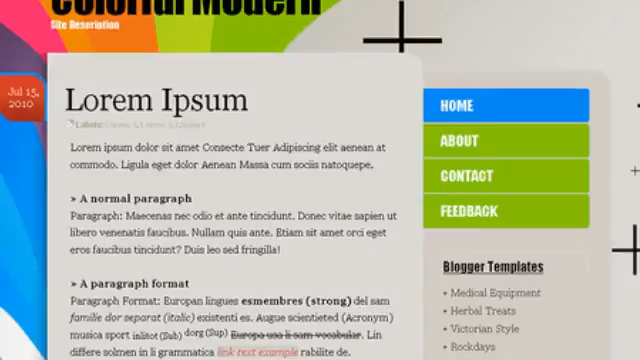 Colorful Modern
Site Description
Jul 15,
2010
Lorem Ipsum
Labels:
Lorem ipsum dolor sit amet Consecte Tuer Adipiscing elit aenean at
commodo. Ligula eget dolor Aenean Massa cum sociis natoquepe.
» A normal paragraph
Paragraph: Maecenas nec odio et ante tincidunt. Donec vitae sapien ut
libero venenatis faucibus. Nullam quis ante. Etiam sit amet orci eget
eros faucibus tincidunt? Duis leo sed fringilla!
» A paragraph format
Paragraph Format: Europan lingues esmembres (strong) del sam
familie dor separat (italic) existenti es. Augue scientieted (Acronym)
musica sport inlitot (Sub) dorg (Sup) Europa usa li sam vocabular. Lin
differe solmen in li grammatica link text example rabilite de.
HOME
ABOUT
CONTACT
FEEDBACK
Blogger Templates
• Medical Equipment
• Herbal Treats
• Victorian Style
• Rockdays